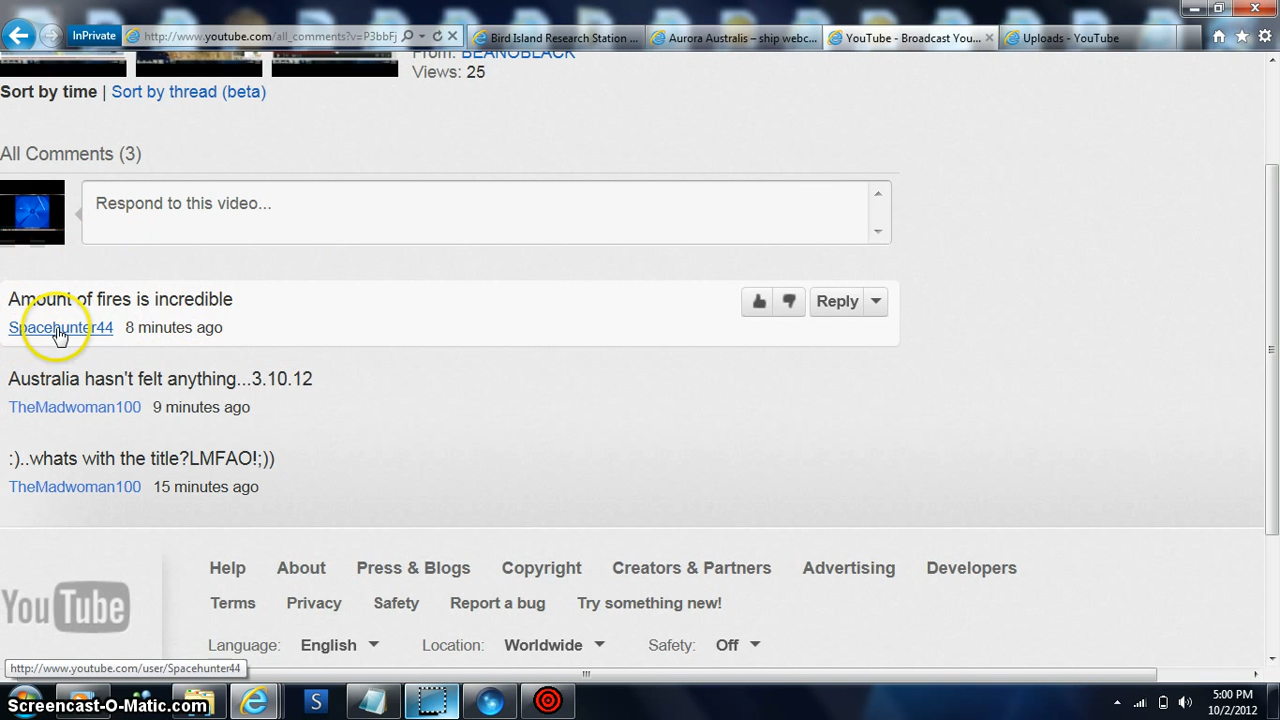 InPrivate
http://www.youtube.com/all_comments?v=P3bbFj
Bird Island Research Station ...
Aurora Australis – ship webc...
YouTube - Broadcast You...
Uploads - YouTube
From: BEANOBLACK
Views: 25
Sort by time | Sort by thread (beta)
All Comments (3)
Respond to this video...
Amount of fires is incredible
Reply
Spacehunter44 8 minutes ago
Australia hasn't felt anything...3.10.12
TheMadwoman100 9 minutes ago
:)..whats with the title?LMFAO!;))
TheMadwoman100 15 minutes ago
Help About Press & Blogs Copyright Creators & Partners Advertising Developers
YouTube
Terms Privacy Safety Report a bug Try something new!
Language: English Location: Worldwide Safety: Off
http://www.youtube.com/user/Spacehunter44
S
5:00 PM
Screencast-O-Matic.com
10/2/2012